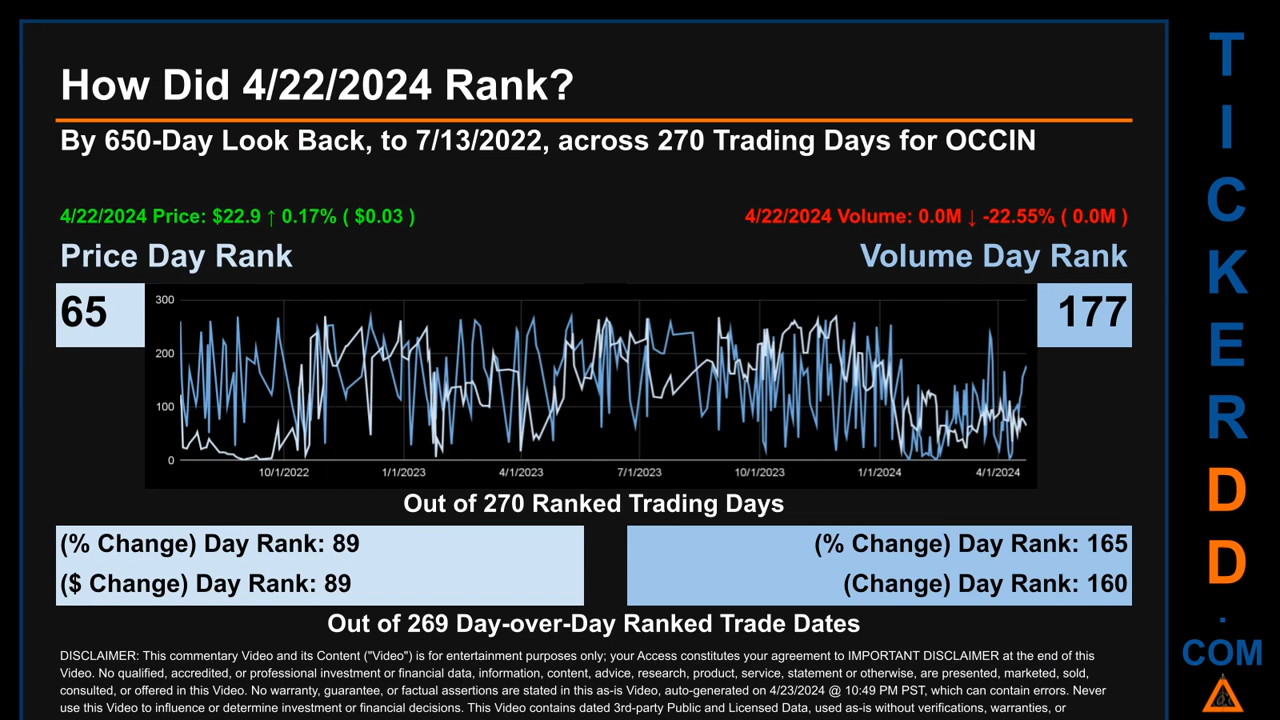 How Did 4/22/2024 Rank?
By 650-Day Look Back, to 7/13/2022, across 270 Trading Days for OCCIN
4/22/2024 Price: $22.9 ↑ 0.17% ( $0.03 )
4/22/2024 Volume: 0.0M ↓ -22.55% ( 0.0M )
Price Day Rank
Volume Day Rank
65
177
300
200
100
0
10/1/2022 1/1/2023 4/1/2023 7/1/2023 10/1/2023 1/1/2024 4/1/2024
Out of 270 Ranked Trading Days
(% Change) Day Rank: 89
($ Change) Day Rank: 89
(% Change) Day Rank: 165
(Change) Day Rank: 160
Out of 269 Day-over-Day Ranked Trade Dates
DISCLAIMER: This commentary Video and its Content ("Video") is for entertainment purposes only; your Access constitutes your agreement to IMPORTANT DISCLAIMER at the end of this
Video. No qualified, accredited, or professional investment or financial data, information, content, advice, research, product, service, statement or otherwise, are presented, marketed, sold,
consulted, or offered in this Video. No warranty, guarantee, or factual assertions are stated in this as-is Video, auto-generated on 4/23/2024 @ 10:49 PM PST, which can contain errors. Never
use this Video to influence or determine investment or financial decisions. This Video contains dated 3rd-party Public and Licensed Data, used as-is without verifications, warranties, or
T
I
C
K
E
R
D
D
.
COM